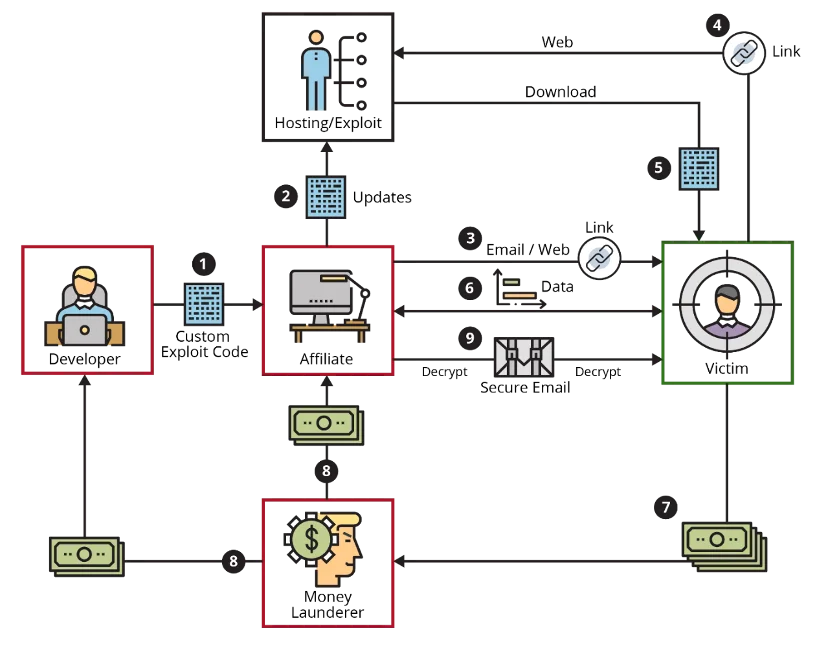 4
Link
Web
Download
Hosting/Exploit
5
2
Updates
3
Link
Email / Web
1
6
Data
Custom
Exploit Code
Developer
Affiliate
9
Decrypt
Secure Email
Decrypt
Victim
8
7
$
8
Money
Launderer